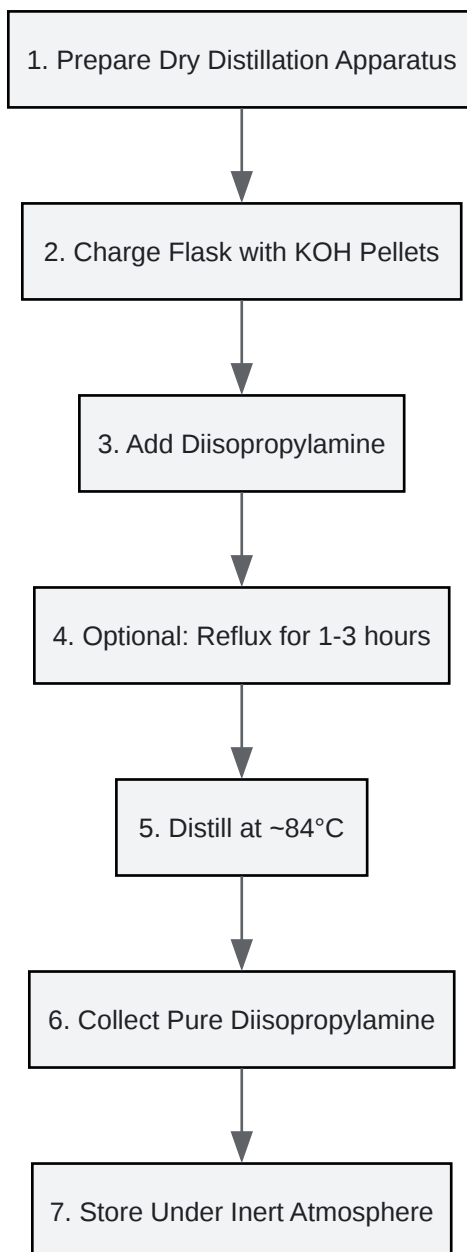 1. Prepare Dry Distillation Apparatus
2. Charge Flask with KOH Pellets
3. Add Diisopropylamine
4. Optional: Reflux for 1-3 hours
5. Distill at ~84°C
6. Collect Pure Diisopropylamine
7. Store Under Inert Atmosphere